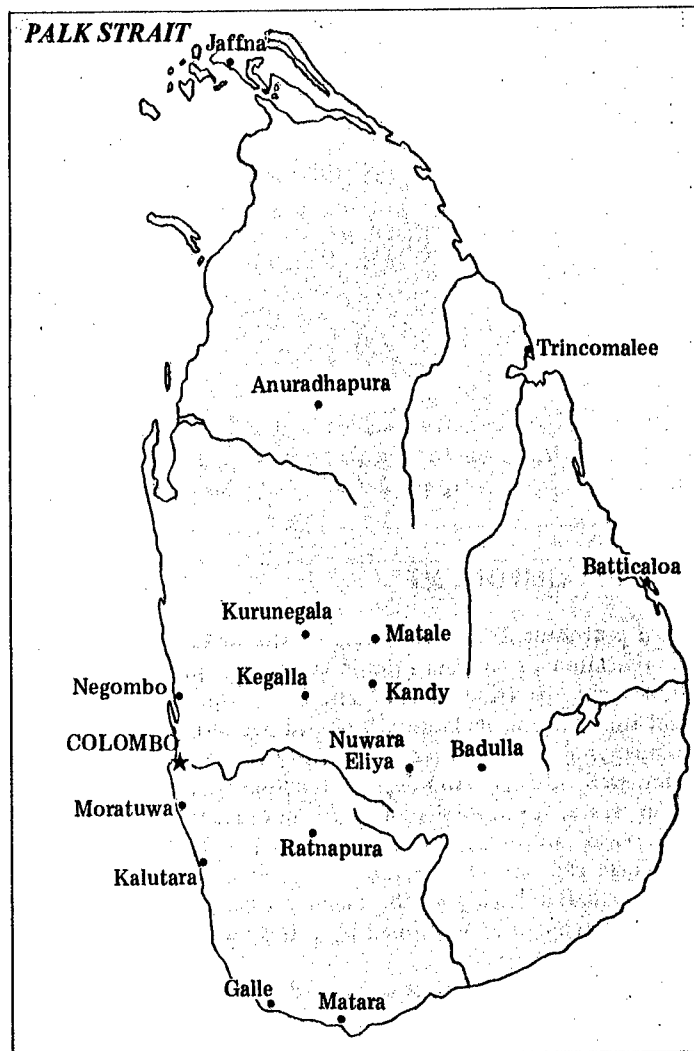 PALK STRAIT
Jaffna
Trincomalee
Anuradhapura
Batticaloa
Kurunegala
Matale
Negombo
Kegalla
Kandy
COLOMBO
Nuwara
Eliya
Badulla
Moratuwa
Ratnapura
Kalutara
Galle
Matara